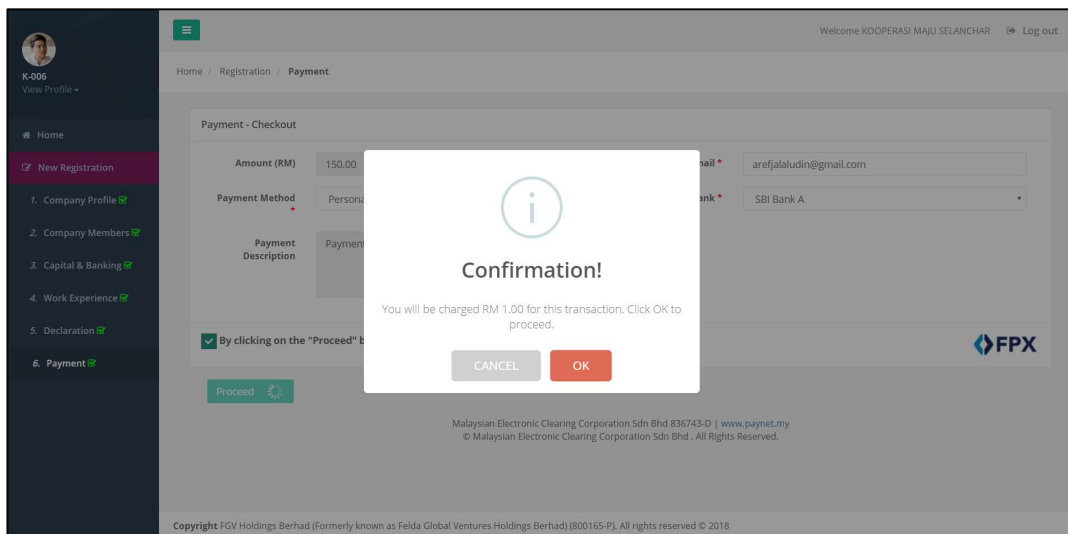 Welcome KOOPERASI MAJU SELANCHAR Log out
K-006
View Profile
Home / Registration / Payment
Home
New Registration
1. Company Profile
2. Company Members
3. Capital & Banking
4. Work Experience
5. Declaration
6. Payment
Payment - Checkout
Amount (RM) 150.00
mail * arefjalaludin@gmail.com
Payment Method * Persona
ank * SBI Bank A
Payment Description Payment
i
Confirmation!
You will be charged RM 1.00 for this transaction. Click OK to
proceed.
CANCEL OK
By clicking on the "Proceed" b
FPX
Proceed
Malaysian Electronic Clearing Corporation Sdn Bhd 836743-D | www.paynet.my
© Malaysian Electronic Clearing Corporation Sdn Bhd . All Rights Reserved.
Copyright FGV Holdings Berhad (Formerly known as Felda Global Ventures Holdings Berhad) (800165-P). All rights reserved © 2018